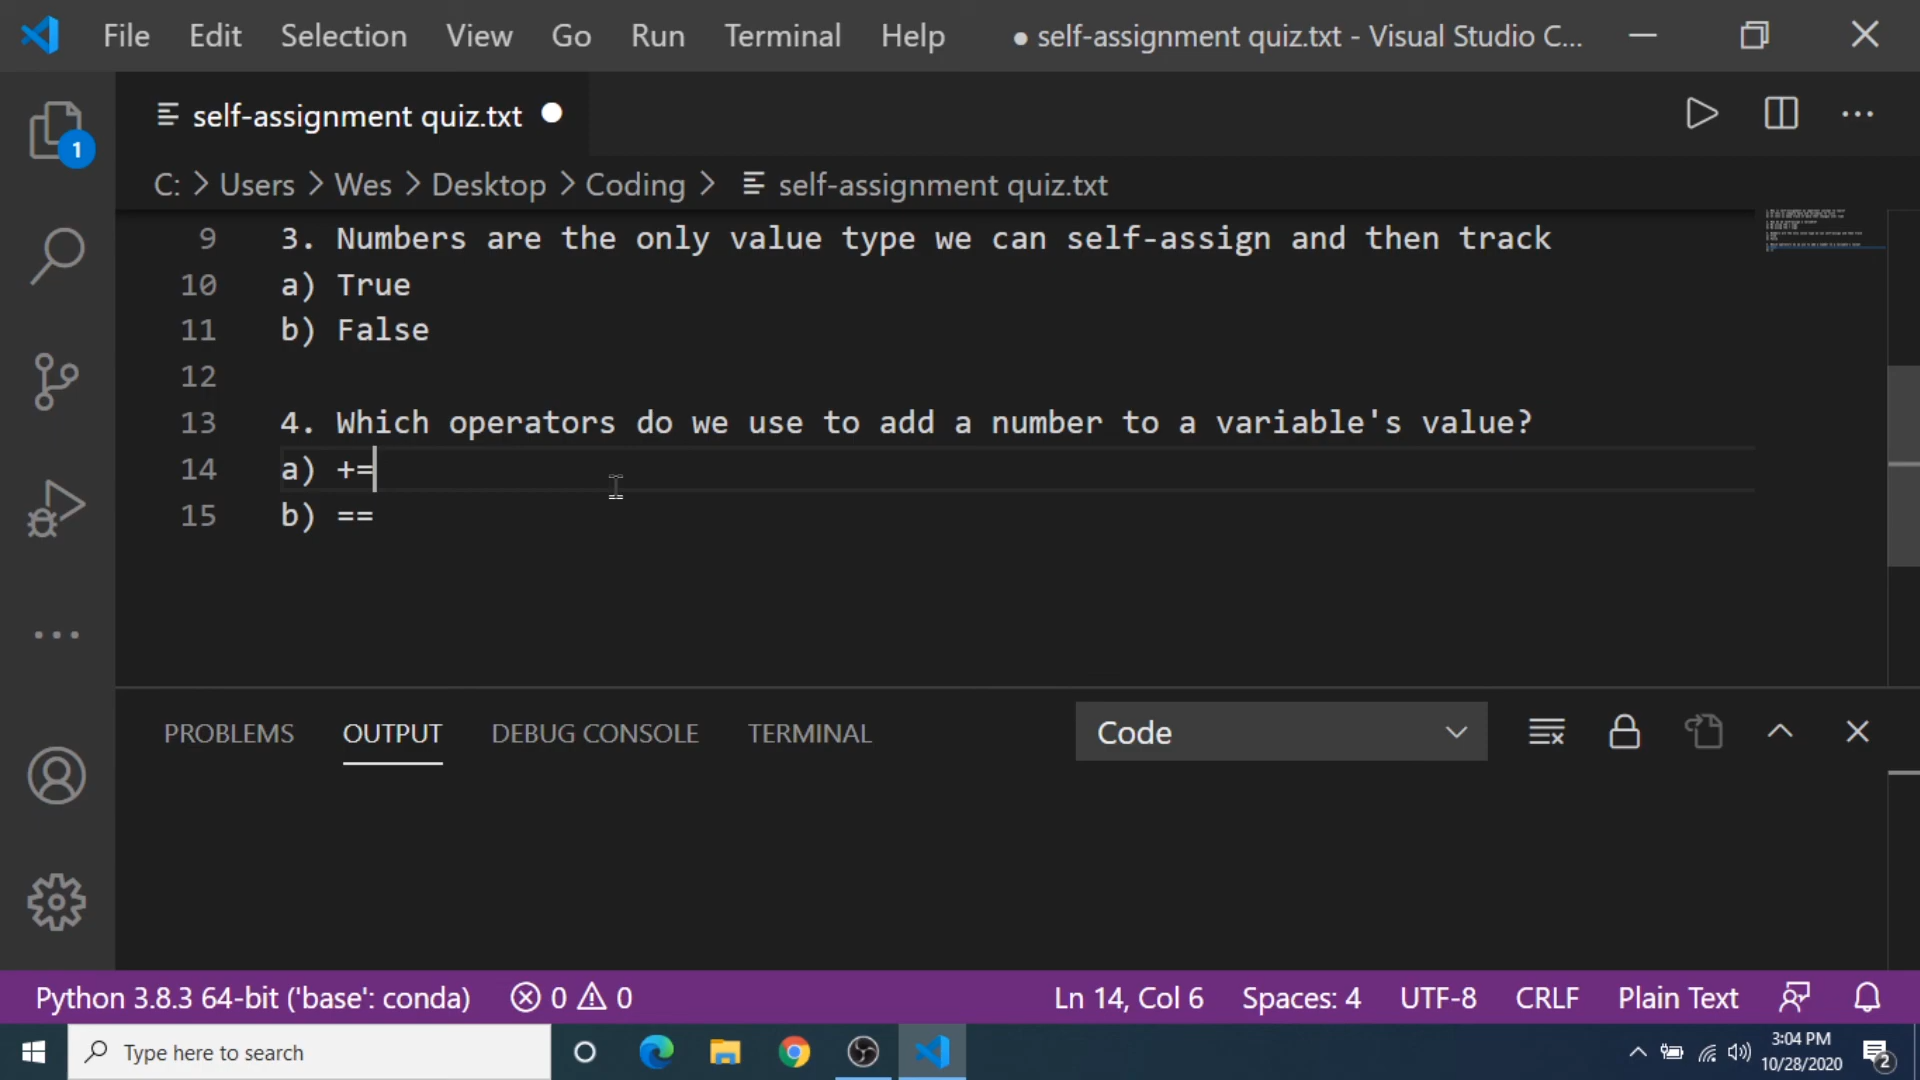 File Edit Selection View Go Run Terminal Help ● self-assignment quiz.txt - Visual Studio C...
self-assignment quiz.txt
1
C: > Users > Wes > Desktop > Coding > self-assignment quiz.txt
9 3. Numbers are the only value type we can self-assign and then track
10 a) True
11 b) False
12
13 4. Which operators do we use to add a number to a variable's value?
14 a) +=
15 b) ==
PROBLEMS OUTPUT DEBUG CONSOLE TERMINAL Code
Python 3.8.3 64-bit ('base': conda) 0 0 Ln 14, Col 6 Spaces: 4 UTF-8 CRLF Plain Text
Type here to search
3:04 PM
10/28/2020
2